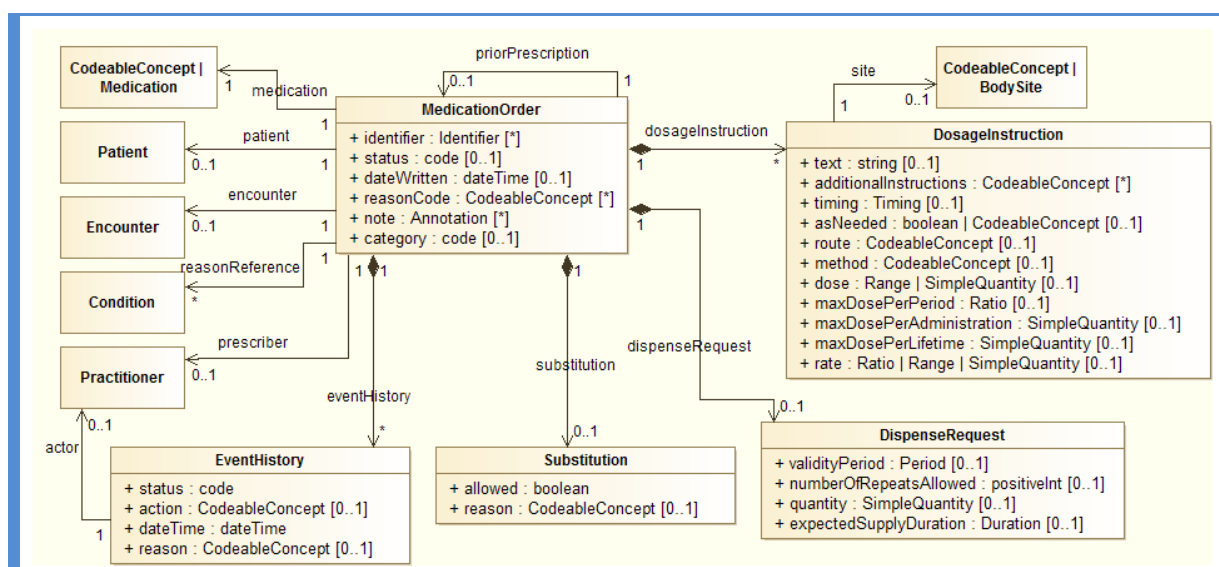 priorPrescription
0..1
1
CodeableConcept |
Medication
1
medication
1
site
1
0..1
CodeableConcept |
BodySite
MedicationOrder
+ identifier : Identifier [*]
+ status : code [0..1]
+ dateWritten : dateTime [0..1]
+ reasonCode : CodeableConcept [*]
+ note : Annotation [*]
+ category : code [0..1]
dosageInstruction
1
*
DosageInstruction
+ text : string [0..1]
+ additionalInstructions : CodeableConcept [*]
+ timing : Timing [0..1]
+ asNeeded : boolean | CodeableConcept [0..1]
+ route : CodeableConcept [0..1]
+ method : CodeableConcept [0..1]
+ dose : Range | SimpleQuantity [0..1]
+ maxDosePerPeriod : Ratio [0..1]
+ maxDosePerAdministration : SimpleQuantity [0..1]
+ maxDosePerLifetime : SimpleQuantity [0..1]
+ rate : Ratio | Range | SimpleQuantity [0..1]
Patient
patient
0..1
1
Encounter
encounter
0..1
1
Condition
reasonReference
*
1
Practitioner
prescriber
0..1
1
actor
0..1
1
eventHistory
1
*
substitution
1
0..1
dispenseRequest
1
0..1
EventHistory
+ status : code
+ action : CodeableConcept [0..1]
+ dateTime : dateTime
+ reason : CodeableConcept [0..1]
Substitution
+ allowed : boolean
+ reason : CodeableConcept [0..1]
DispenseRequest
+ validityPeriod : Period [0..1]
+ numberOfRepeatsAllowed : positiveInt [0..1]
+ quantity : SimpleQuantity [0..1]
+ expectedSupplyDuration : Duration [0..1]